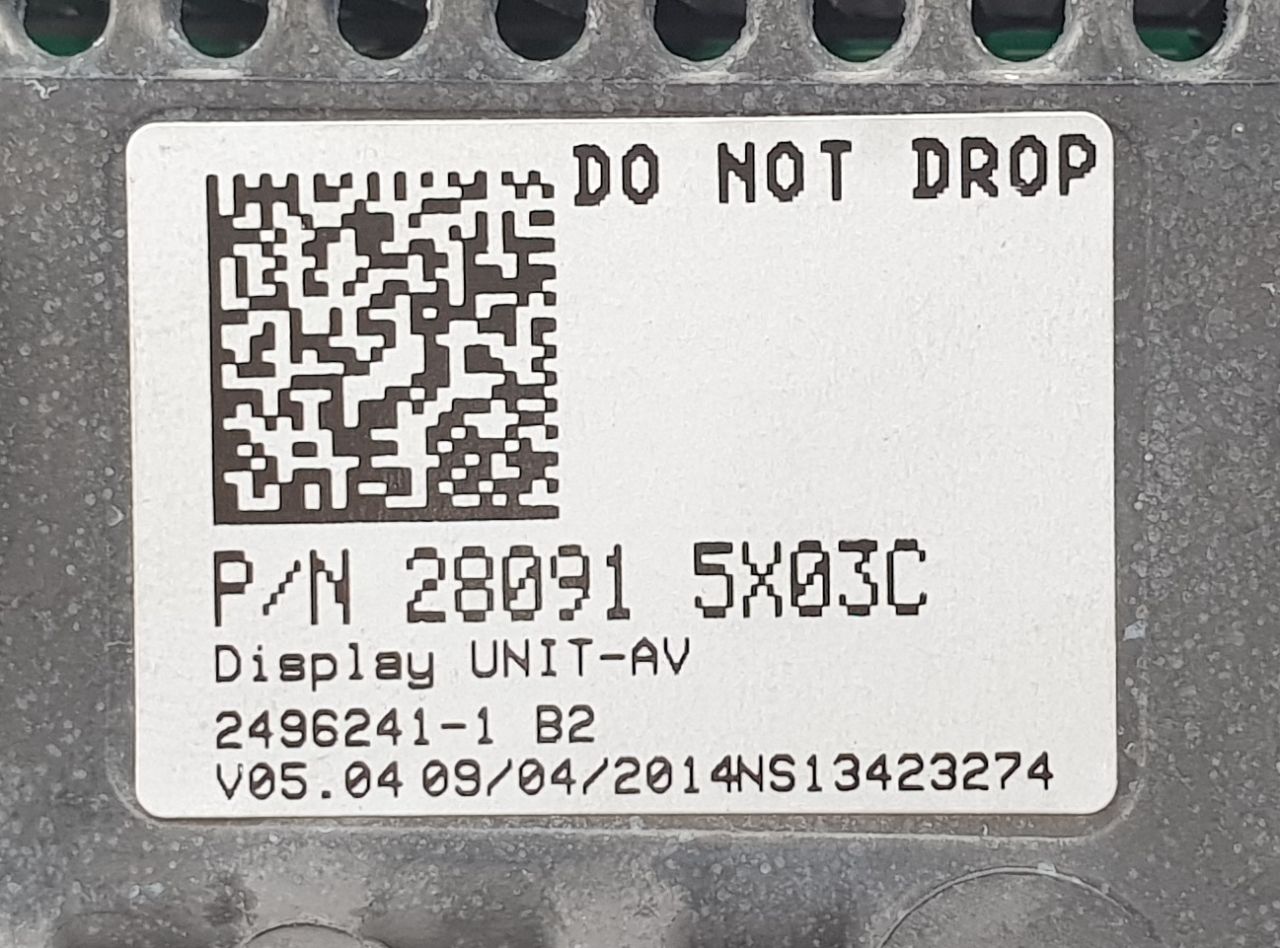 DO NOT DROP
P/N 28091 5X03C
Display UNIT-AV
2496241-1 B2
V05.04 09/04/2014NS13423274